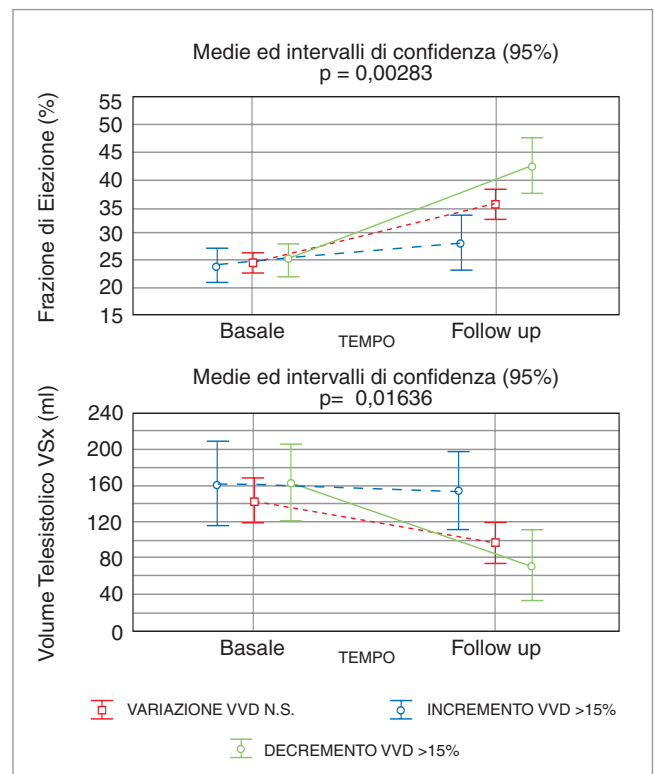 Medie ed intervalli di confidenza (95%)
p = 0,00283
Frazione di Eiezione (%)
55
50
45
40
35
30
25
20
15
Basale
TEMPO
Follow up
Medie ed intervalli di confidenza (95%)
p= 0,01636
Volume Telesistolico VSx (ml)
240
200
160
120
80
40
0
Basale
TEMPO
Follow up
VARIAZIONE VVD N.S.
INCREMENTO VVD >15%
DECREMENTO VVD >15%